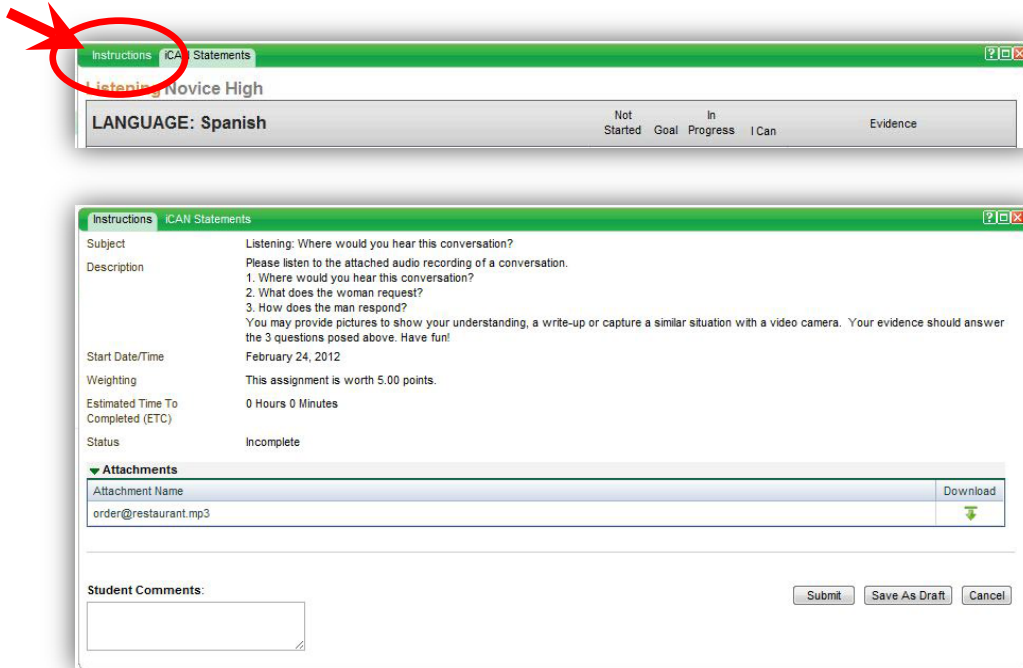 Instructions iCAN Statements
Listening Novice High
LANGUAGE: Spanish Not Started Goal In Progress I Can Evidence
Instructions iCAN Statements
Subject Listening: Where would you hear this conversation?
Description Please listen to the attached audio recording of a conversation.
1. Where would you hear this conversation?
2. What does the woman request?
3. How does the man respond?
You may provide pictures to show your understanding, a write-up or capture a similar situation with a video camera. Your evidence should answer
the 3 questions posed above. Have fun!
Start Date/Time February 24, 2012
Weighting This assignment is worth 5.00 points.
Estimated Time To 0 Hours 0 Minutes
Completed (ETC)
Status Incomplete
Attachments
Attachment Name Download
order@restaurant.mp3
Student Comments:
Submit Save As Draft Cancel